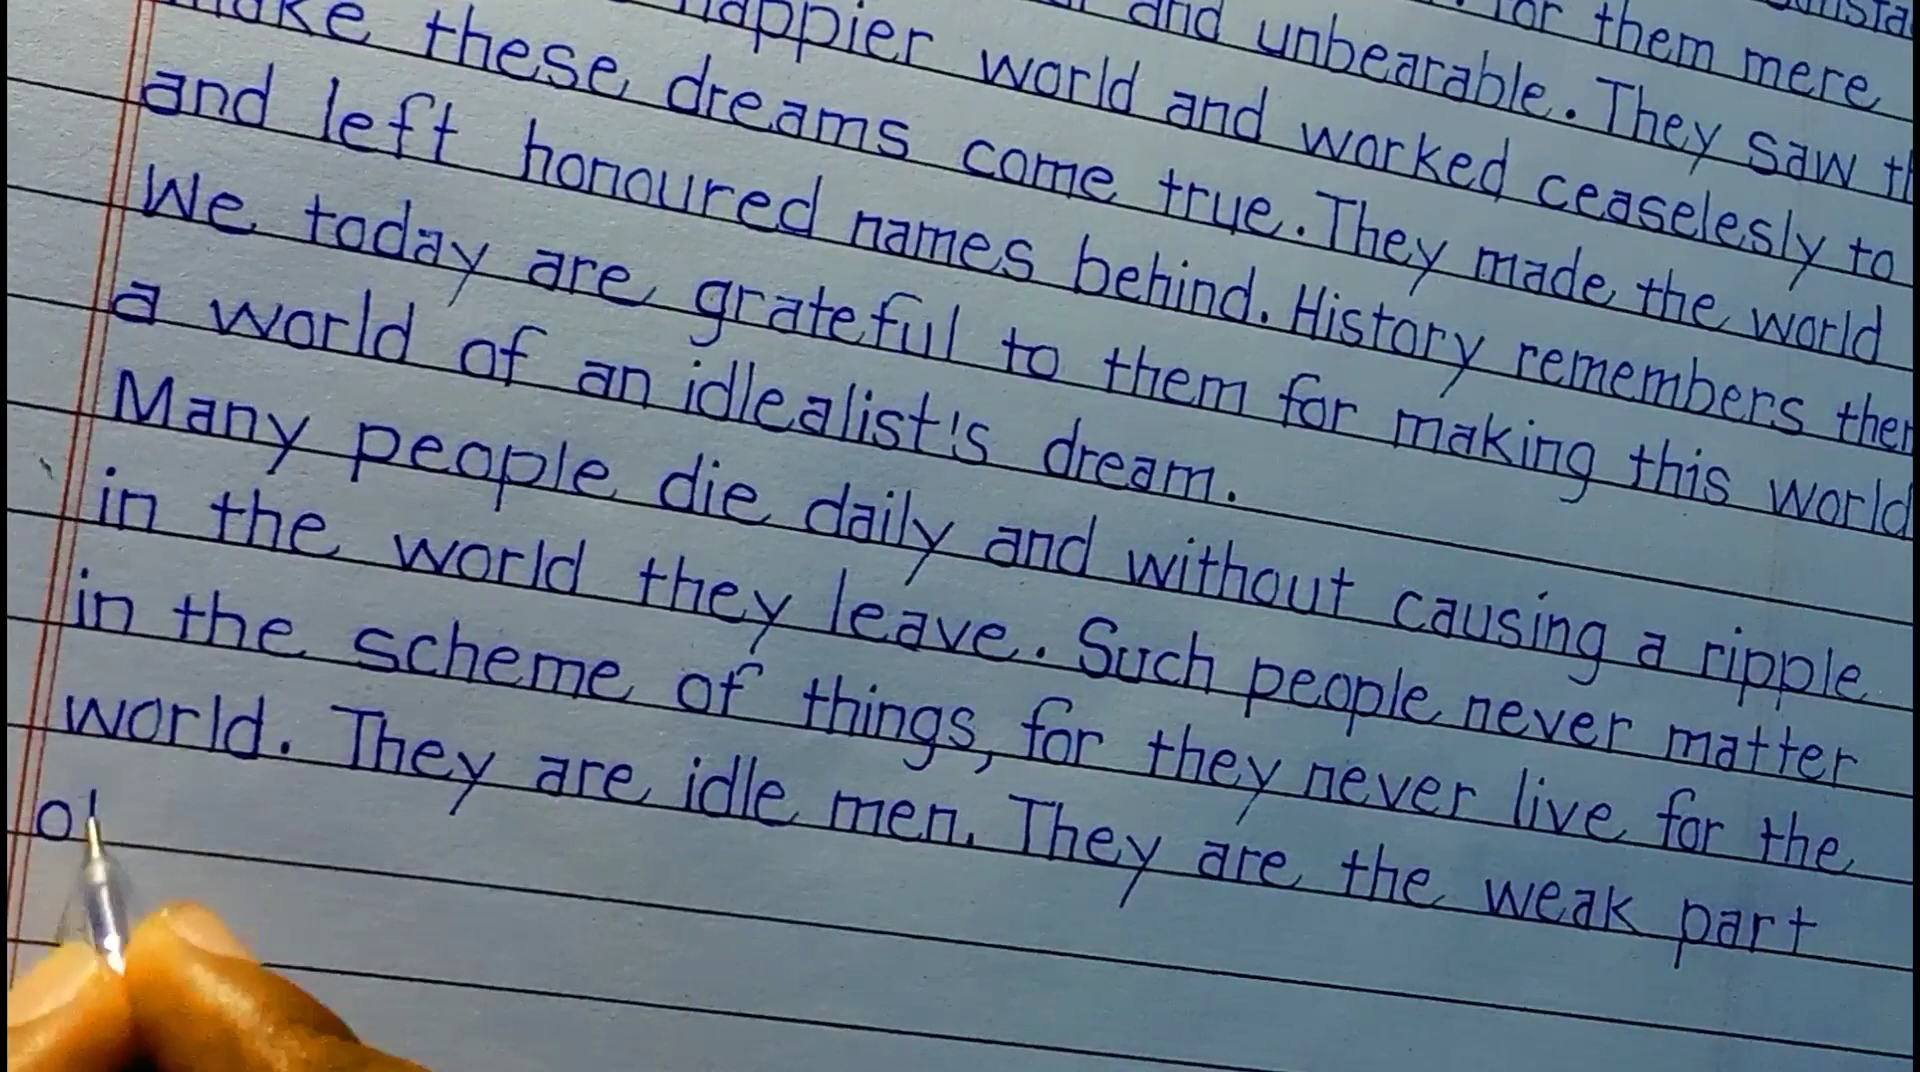 for them mere
and unbearable. They saw
happier world and worked ceaselesly to
make these dreams come true. They made the world
and left honoured names behind. History remembers
We today are grateful to them for making this world
a world of an idlealist's dream.
Many people die daily and without causing a ripple
in the world they leave. Such people never matter
in the scheme of things, for they never live for the
world. They are idle men. They are the weak part